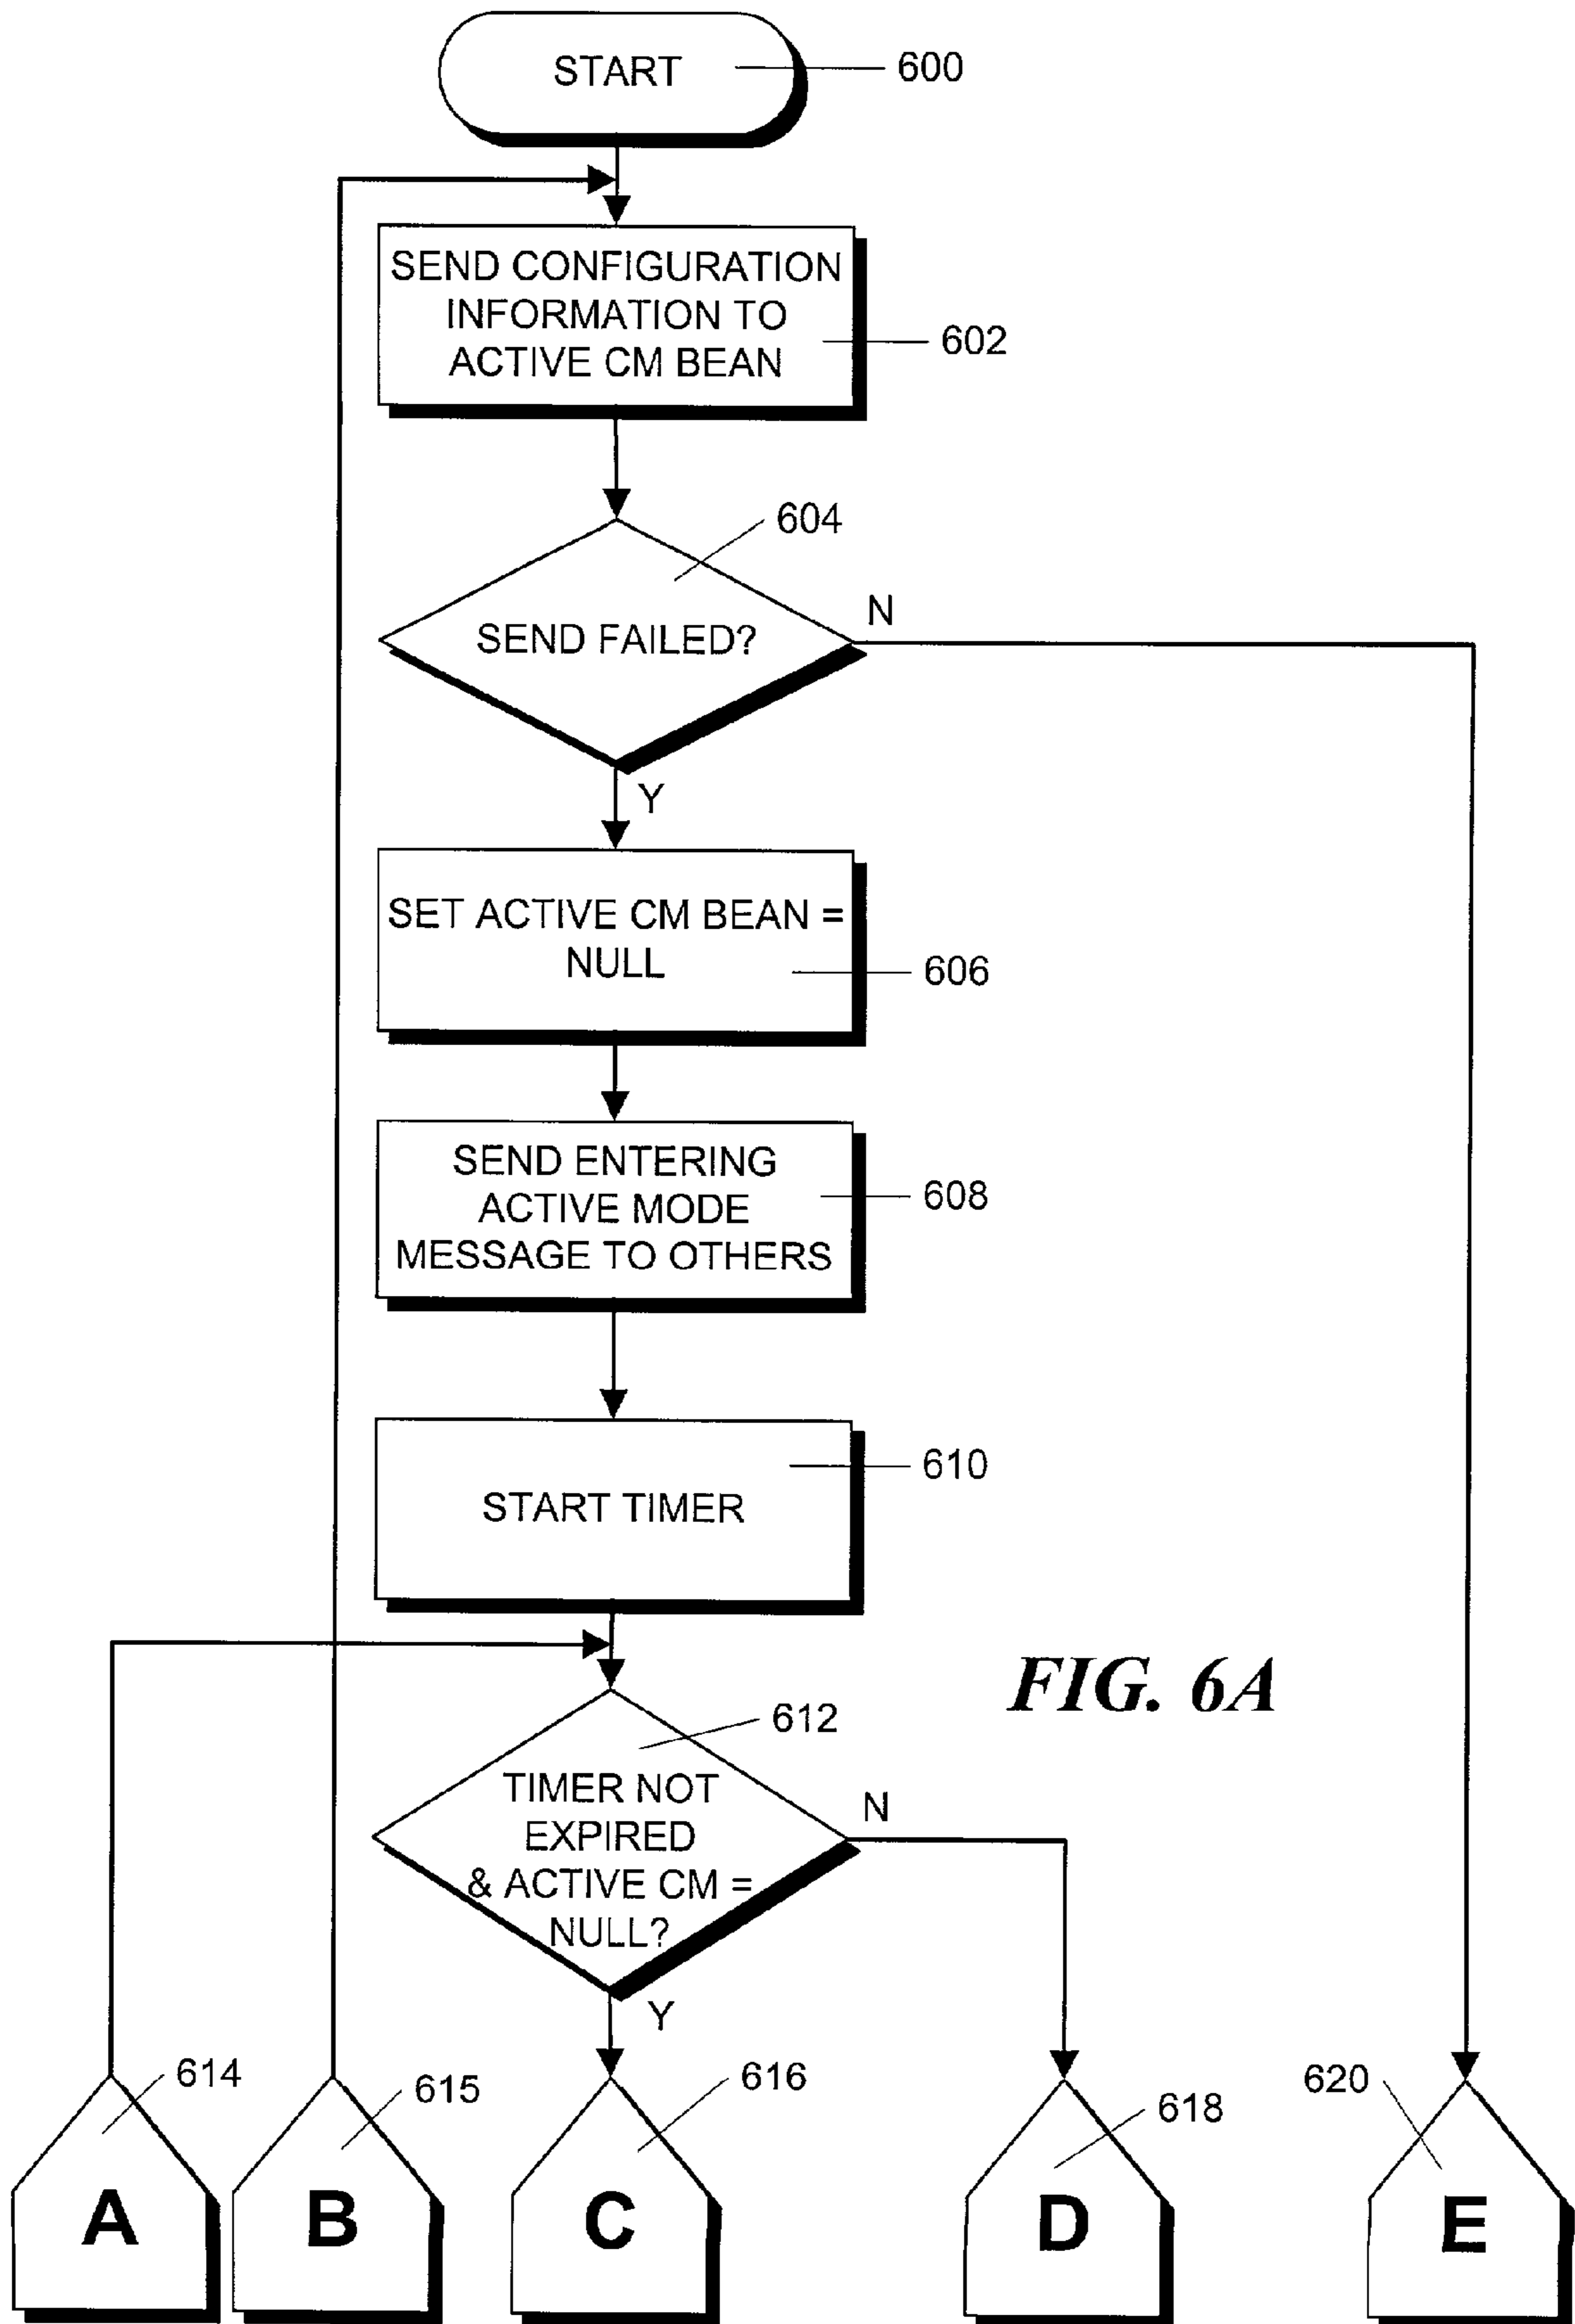 START
600
SEND CONFIGURATION
INFORMATION TO
ACTIVE CM BEAN
602
604
SEND FAILED?
N
Y
SET ACTIVE CM BEAN =
NULL
606
SEND ENTERING
ACTIVE MODE
MESSAGE TO OTHERS
608
START TIMER
610
FIG. 6A
612
TIMER NOT
EXPIRED
& ACTIVE CM =
NULL?
N
Y
614
A
615
B
616
C
618
D
620
E